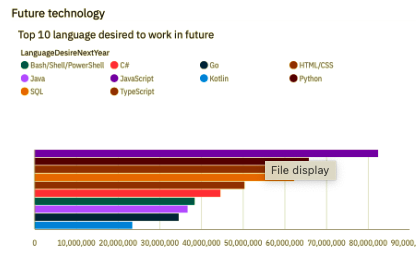 Future technology
Top 10 language desired to work in future
LanguageDesireNextYear
Bash/Shell/PowerShell C# Go HTML/CSS
Java JavaScript Kotlin Python
SQL TypeScript
File display
0 10,000,000 20,000,000 30,000,000 40,000,000 50,000,000 60,000,000 70,000,000 80,000,000 90,000,